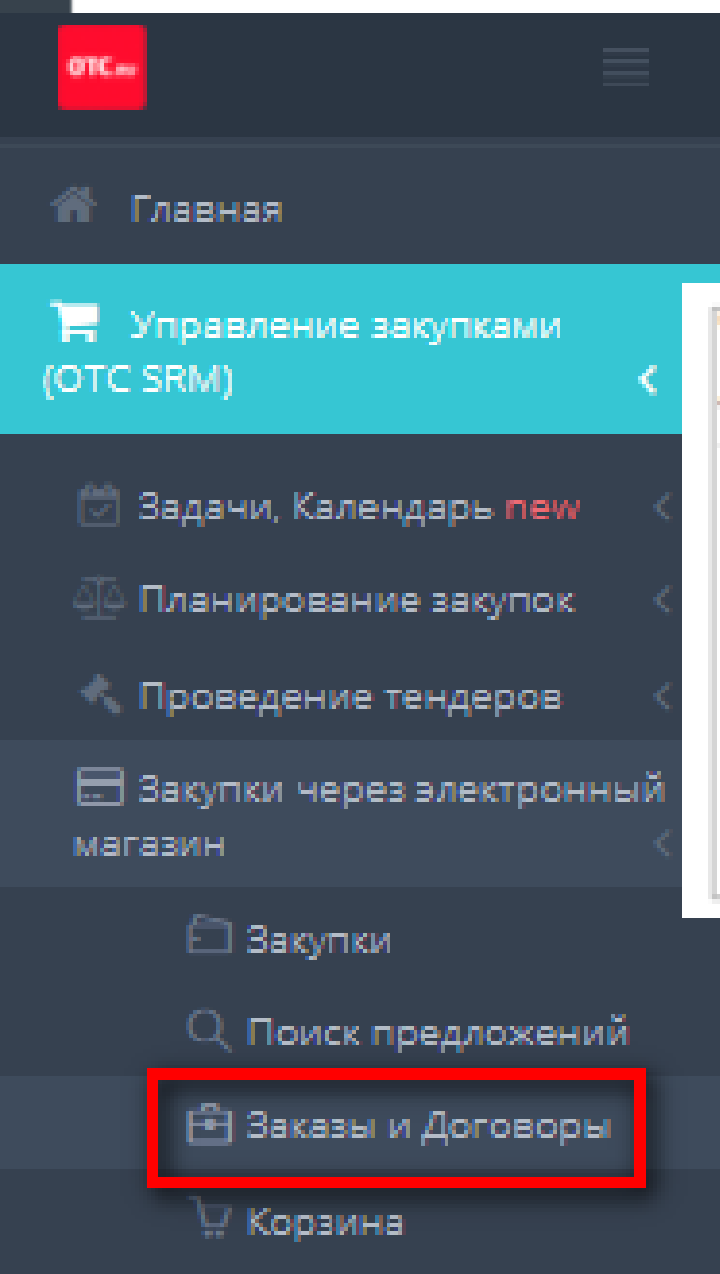 OTC.RU
Главная
Управление закупками
(OTC SRM)
Задачи, Календарь new
Планирование закупок
Проведение тендеров
Закупки через электронный
магазин
Закупки
Поиск предложений
Заказы и Договоры
Корзина